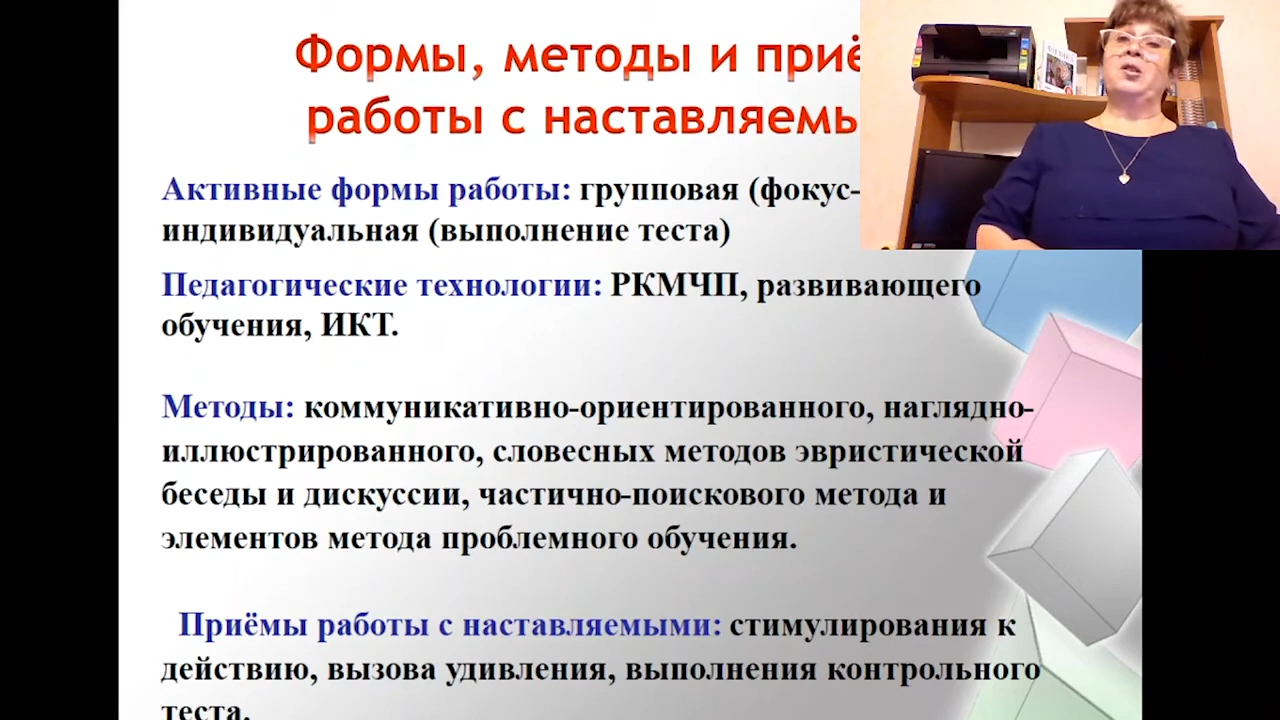 Формы, методы и приё
работы с наставляемы
Активные формы работы: групповая (фокус-
индивидуальная (выполнение теста)
Педагогические технологии: РКМЧП, развивающего
обучения, ИКТ.
Методы: коммуникативно-ориентированного, наглядно-
иллюстрированного, словесных методов эвристической
беседы и дискуссии, частично-поискового метода и
элементов метода проблемного обучения.
Приёмы работы с наставляемыми: стимулирования к
действию, вызова удивления, выполнения контрольного
теста.